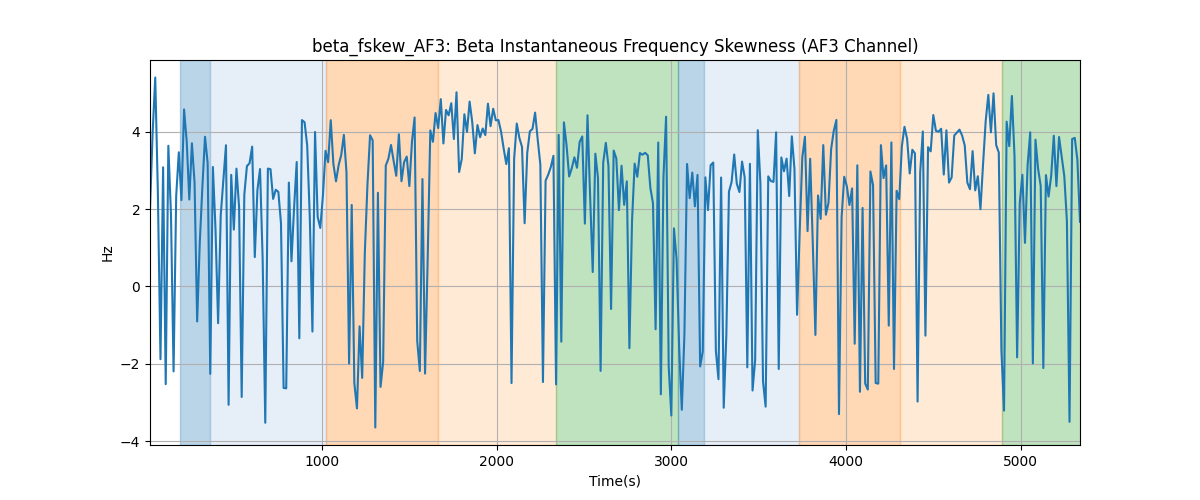 beta_fskew_AF3: Beta Instantaneous Frequency Skewness (AF3 Channel)
Hz
4
2
0
−2
−4
1000 2000 3000 4000 5000
Time(s)